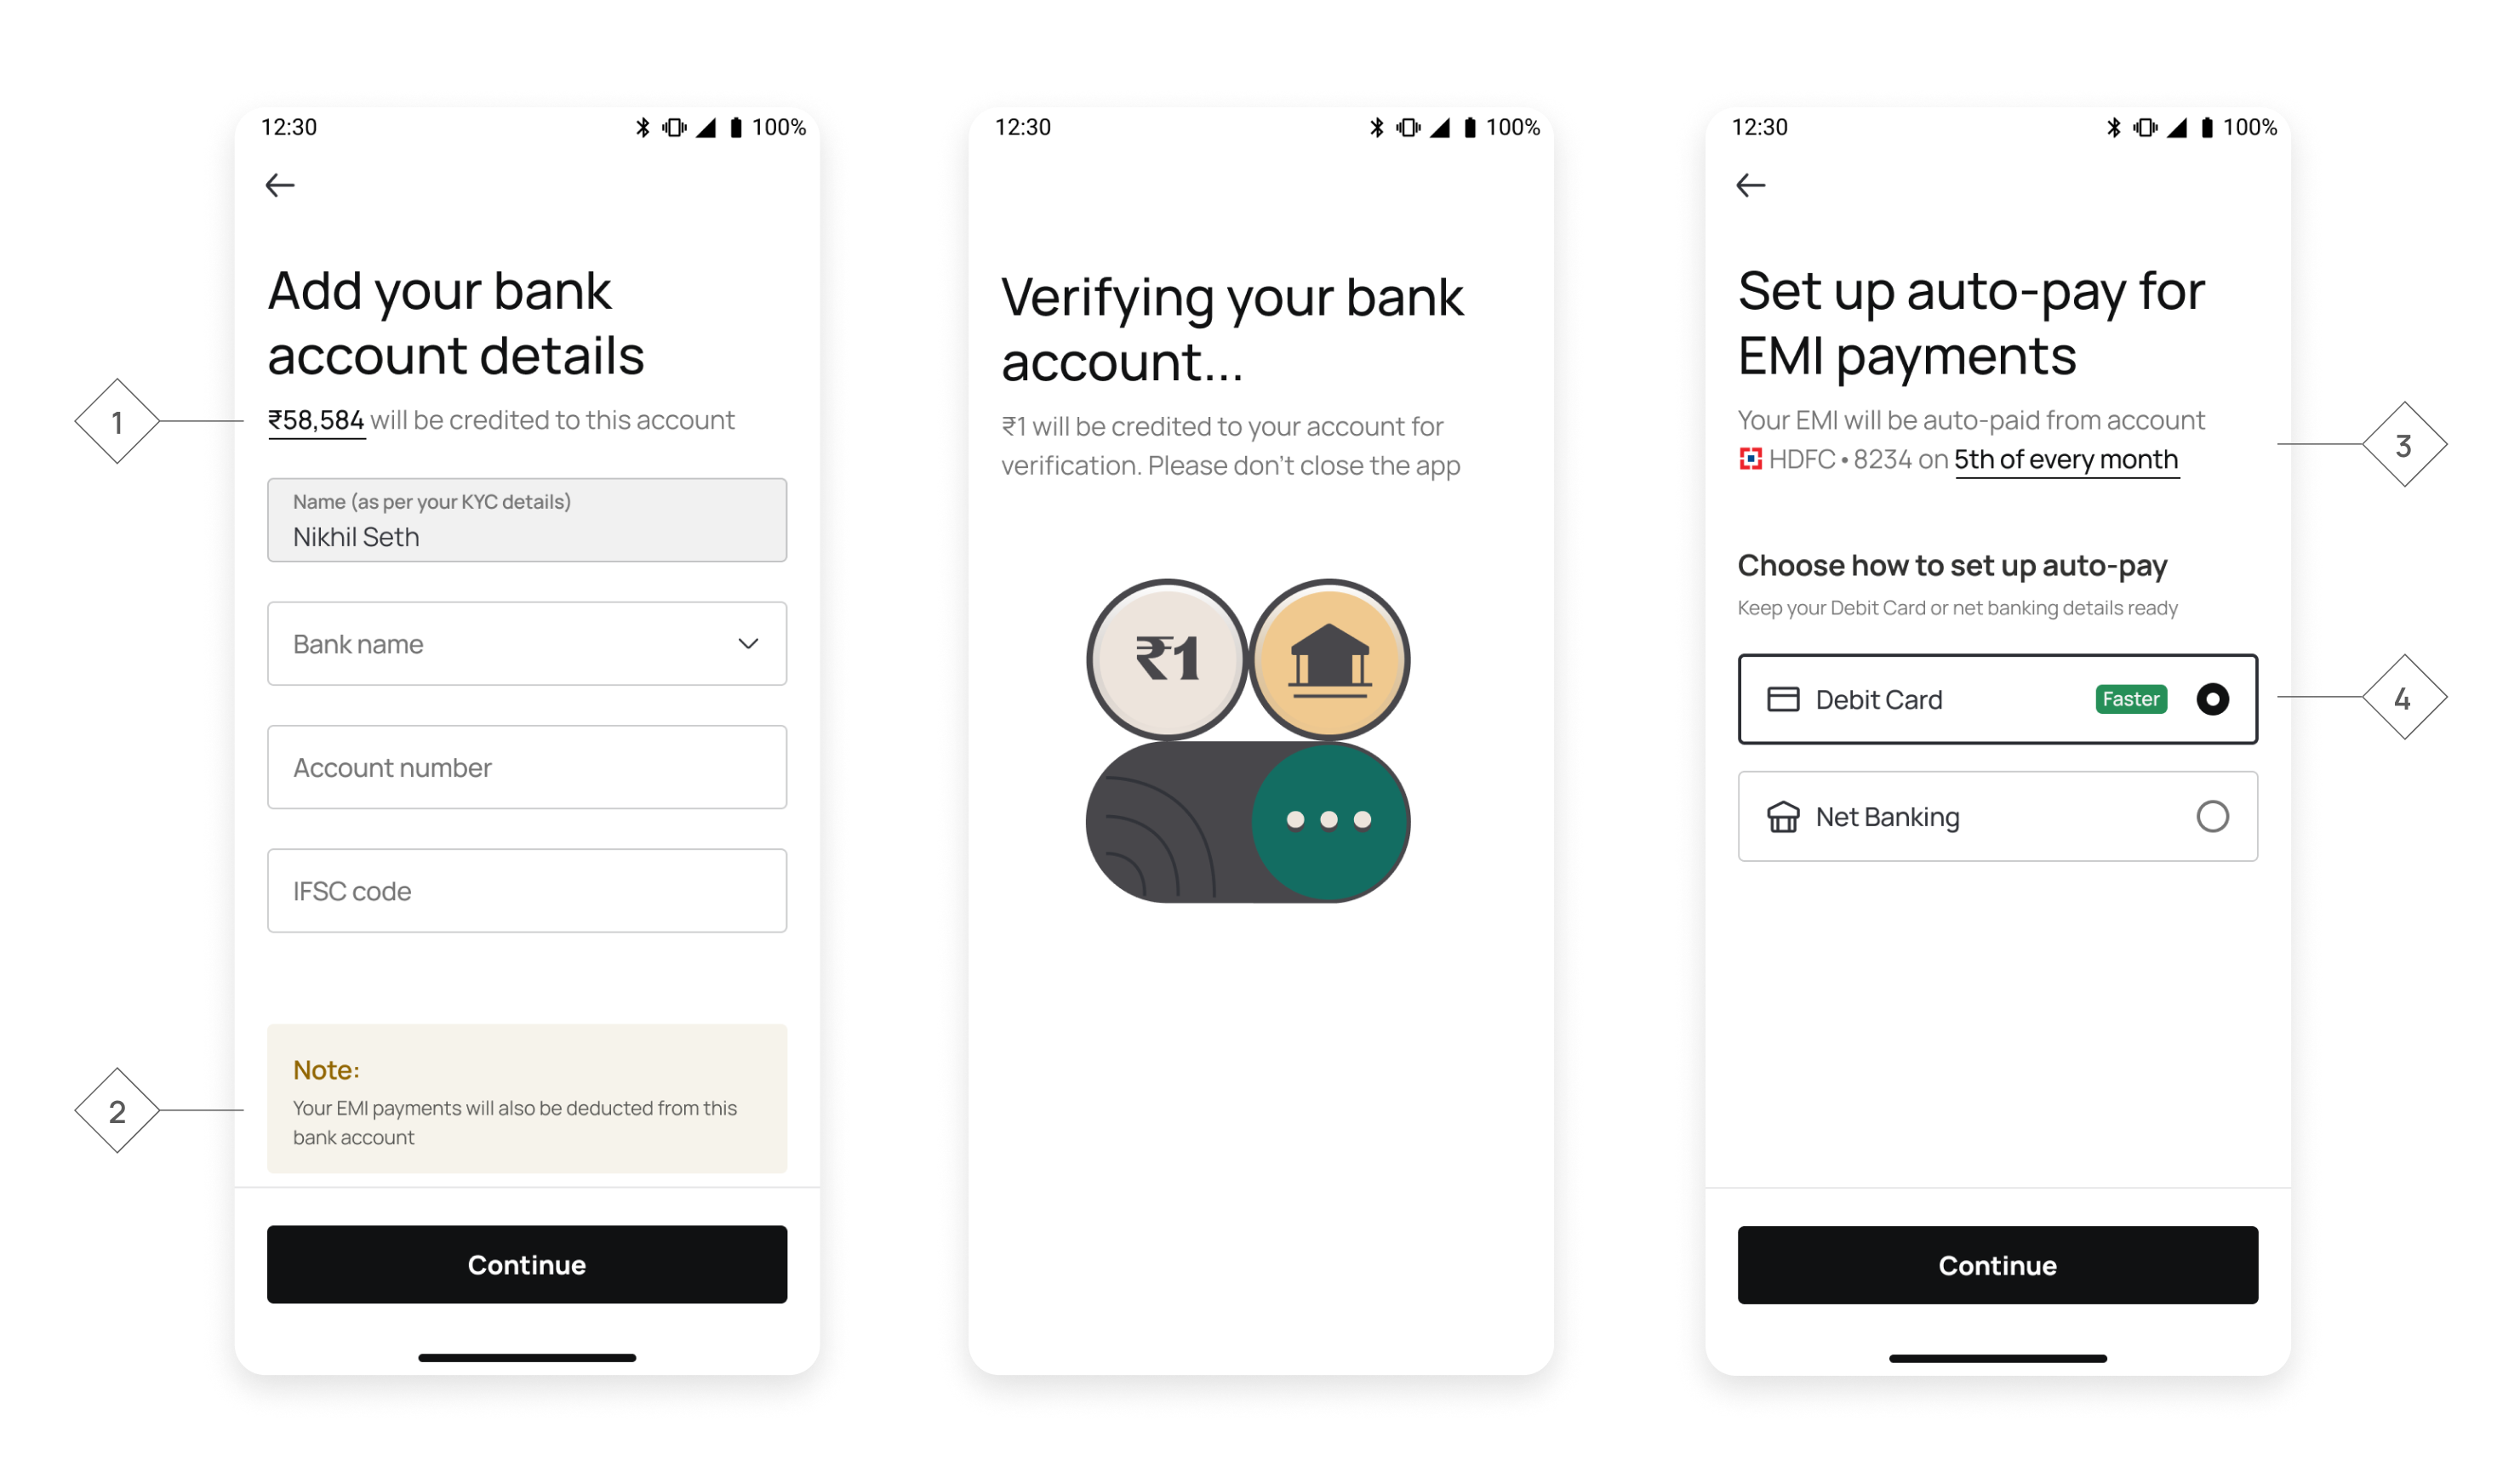 12:30
100%
Add your bank
account details
₹58,584 will be credited to this account
Name (as per your KYC details)
Nikhil Seth
Bank name
Account number
IFSC code
Note:
Your EMI payments will also be deducted from this
bank account
Continue
1
2
12:30
100%
Verifying your bank
account...
₹1 will be credited to your account for
verification. Please don’t close the app
₹1
12:30
100%
Set up auto-pay for
EMI payments
Your EMI will be auto-paid from account
HDFC • 8234 on 5th of every month
Choose how to set up auto-pay
Keep your Debit Card or net banking details ready
Debit Card
Faster
Net Banking
Continue
3
4